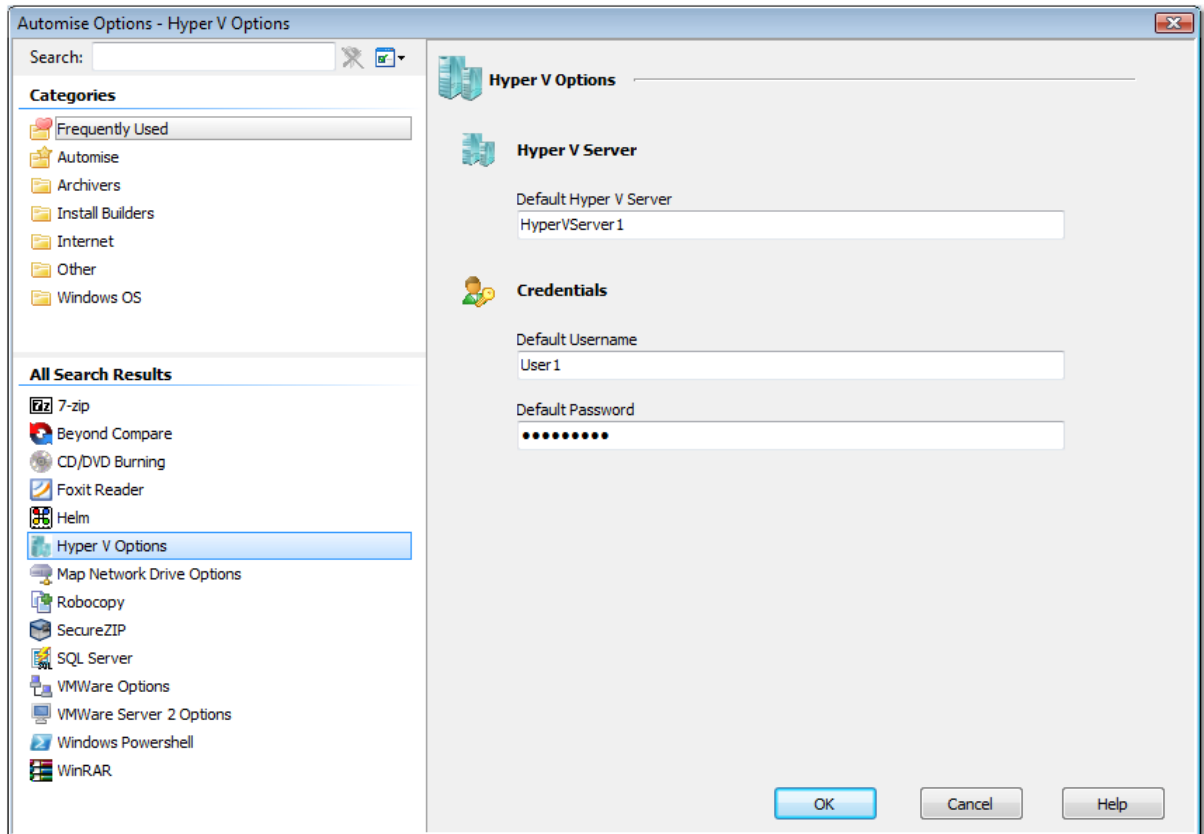 Automise Options - Hyper V Options
Search:
Categories
Frequently Used
Automise
Archivers
Install Builders
Internet
Other
Windows OS
All Search Results
7z 7-zip
Beyond Compare
CD/DVD Burning
Foxit Reader
Helm
Hyper V Options
Map Network Drive Options
Robocopy
SecureZIP
SQL SQL Server
VMWare Options
VMWare Server 2 Options
Windows Powershell
WinRAR
Hyper V Options
Hyper V Server
Default Hyper V Server
HyperVServer1
Credentials
Default Username
User1
Default Password
●●●●●●●●●
OK Cancel Help